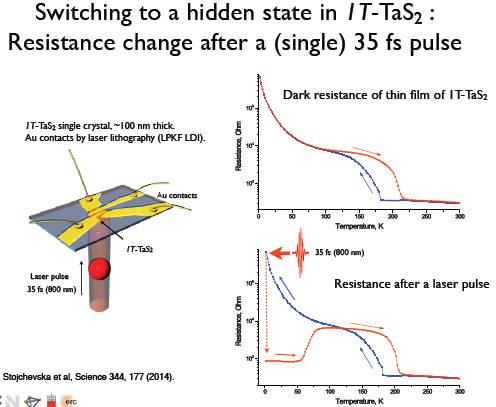 Switching to a hidden state in 1T-TaS₂ :
Resistance change after a (single) 35 fs pulse
1T-TaS₂ single crystal, ~100 nm thick.
Au contacts by laser lithography (LPKF LDI).
Au contacts
1T-TaS₂
Laser pulse
35 fs (800 nm)
Dark resistance of thin film of 1T-TaS₂
Resistance, Ohm
0 50 100 150 200 250 300
Temperature, K
35 fs (800 nm)
Resistance after a laser pulse
Resistance, Ohm
0 50 100 150 200 250 300
Temperature, K
Stojchevska et al, Science 344, 177 (2014).
erc